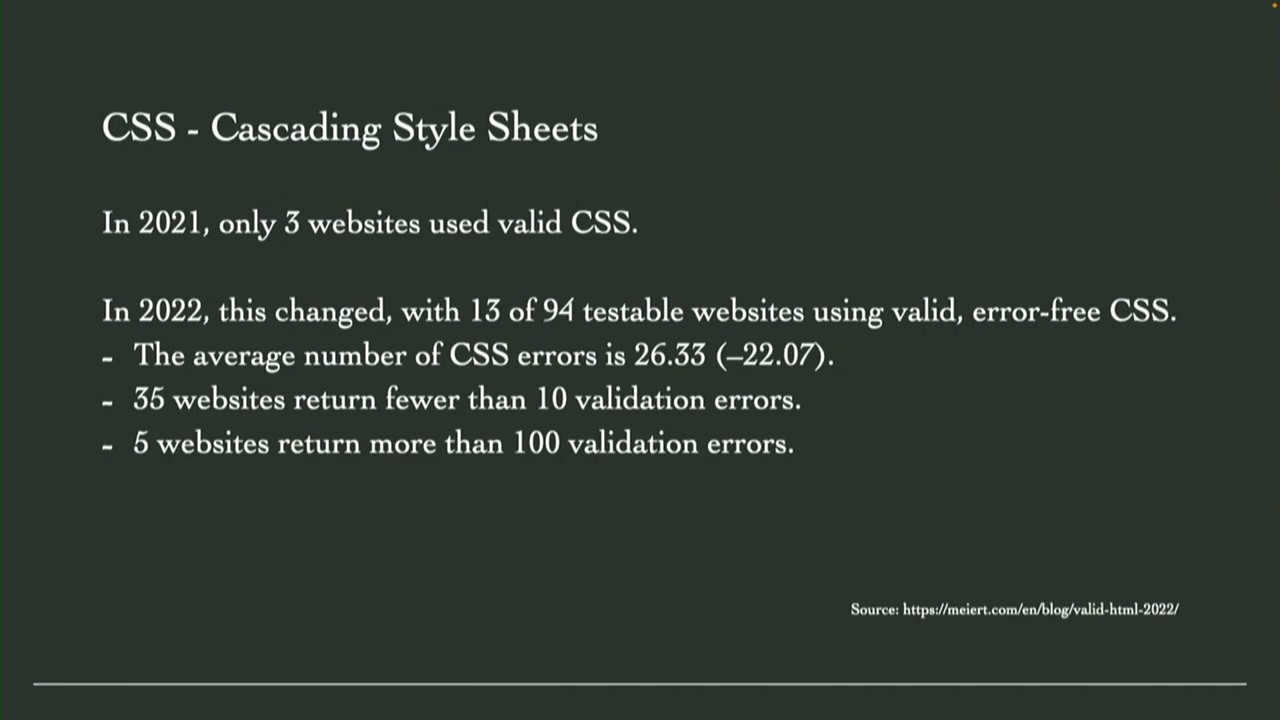 CSS - Cascading Style Sheets
In 2021, only 3 websites used valid CSS.
In 2022, this changed, with 13 of 94 testable websites using valid, error-free CSS.
- The average number of CSS errors is 26.33 (–22.07).
- 35 websites return fewer than 10 validation errors.
- 5 websites return more than 100 validation errors.
Source: https://meiert.com/en/blog/valid-html-2022/